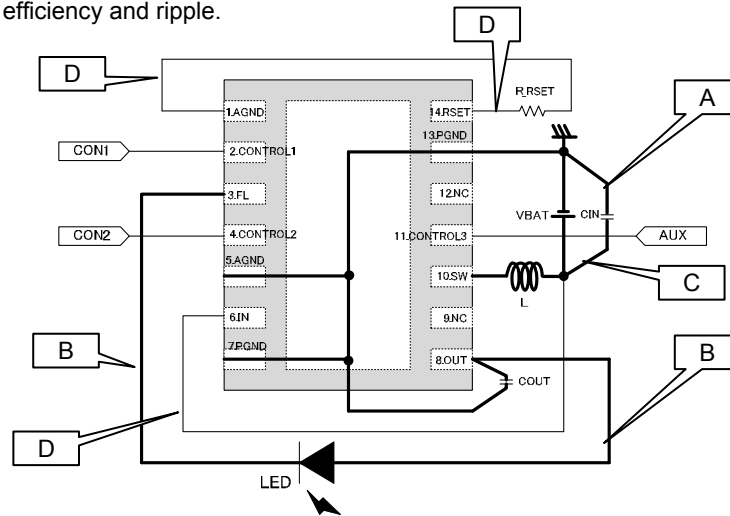 efficiency and ripple.
D
D
R_RSET
A
1.AGND
14.RSET
13.PGND
CON1
2.CONTROL1
3.FL
12.NC
VBAT
CIN
CON2
4.CONTROL2
11.CONTROL3
AUX
5.AGND
10.SW
L
C
6.IN
9.NC
B
7.PGND
8.OUT
COUT
B
D
LED